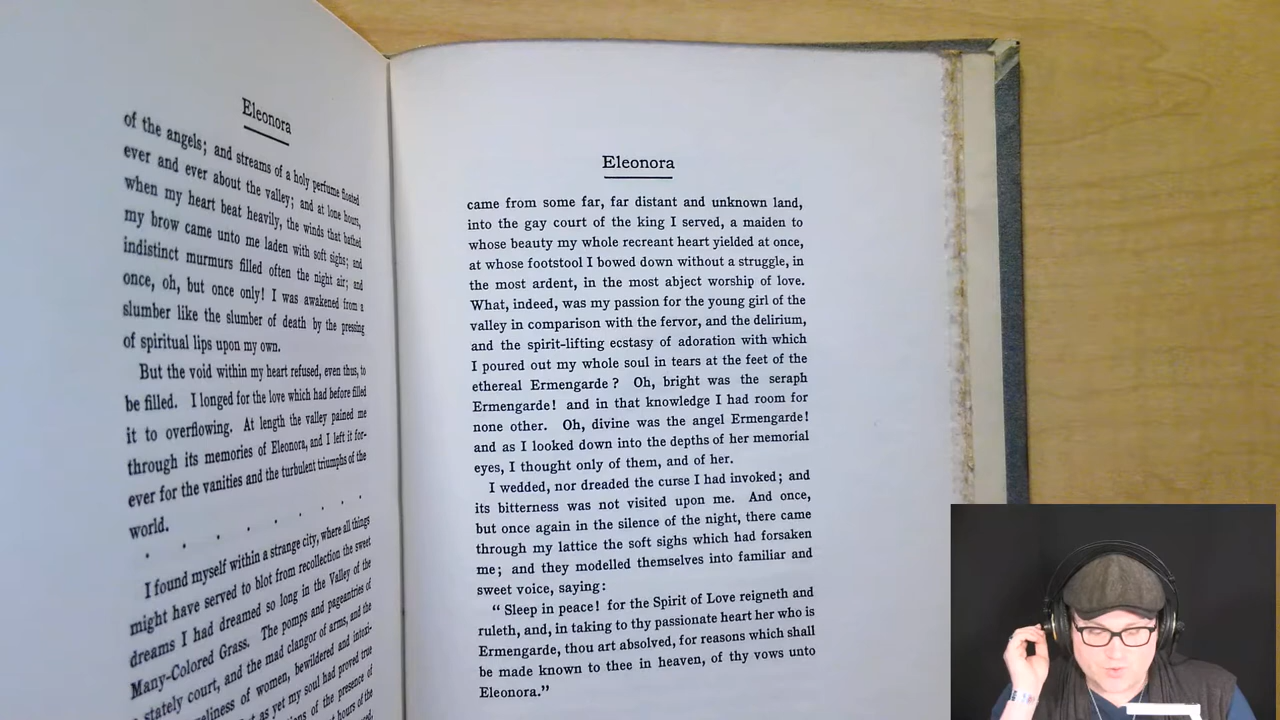 Eleonora
of the angels; and streams of a holy perfume floated
ever and ever about the valley; and at lone hours,
when my heart beat heavily, the winds that bathed
my brow came unto me laden with soft sighs; and
indistinct murmurs filled often the night air; and
once, oh, but once only! I was awakened from a
slumber like the slumber of death by the pressing
of spiritual lips upon my own.
But the void within my heart refused, even thus, to
be filled. I longed for the love which had before filled
it to overflowing. At length the valley pained me
through its memories of Eleonora, and I left it for-
ever for the vanities and the turbulent triumphs of the
world.
. . . . . . . .
I found myself within a strange city, where all things
might have served to blot from recollection the sweet
dreams I had dreamed so long in the Valley of the
Many-Colored Grass. The pomps and pageantries of
stately court, and the mad clangor of arms, and the
loveliness of women, bewildered and intoxi-
as yet my soul had proved true
of the presence of
hours of the
Eleonora
came from some far, far distant and unknown land,
into the gay court of the king I served, a maiden to
whose beauty my whole recreant heart yielded at once,
at whose footstool I bowed down without a struggle, in
the most ardent, in the most abject worship of love.
What, indeed, was my passion for the young girl of the
valley in comparison with the fervor, and the delirium,
and the spirit-lifting ecstasy of adoration with which
I poured out my whole soul in tears at the feet of the
ethereal Ermengarde? Oh, bright was the seraph
Ermengarde! and in that knowledge I had room for
none other. Oh, divine was the angel Ermengarde!
and as I looked down into the depths of her memorial
eyes, I thought only of them, and of her.
I wedded, nor dreaded the curse I had invoked; and
its bitterness was not visited upon me. And once,
but once again in the silence of the night, there came
through my lattice the soft sighs which had forsaken
me; and they modelled themselves into familiar and
sweet voice, saying:
“ Sleep in peace! for the Spirit of Love reigneth and
ruleth, and, in taking to thy passionate heart her who is
Ermengarde, thou art absolved, for reasons which shall
be made known to thee in heaven, of thy vows unto
Eleonora.”